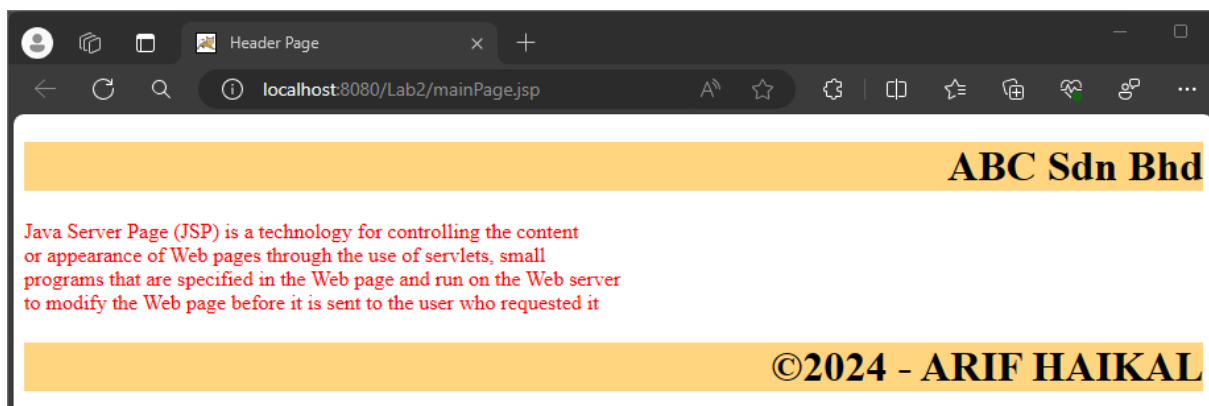 Header Page
localhost:8080/Lab2/mainPage.jsp
ABC Sdn Bhd
Java Server Page (JSP) is a technology for controlling the content
or appearance of Web pages through the use of servlets, small
programs that are specified in the Web page and run on the Web server
to modify the Web page before it is sent to the user who requested it
©2024 - ARIF HAIKAL